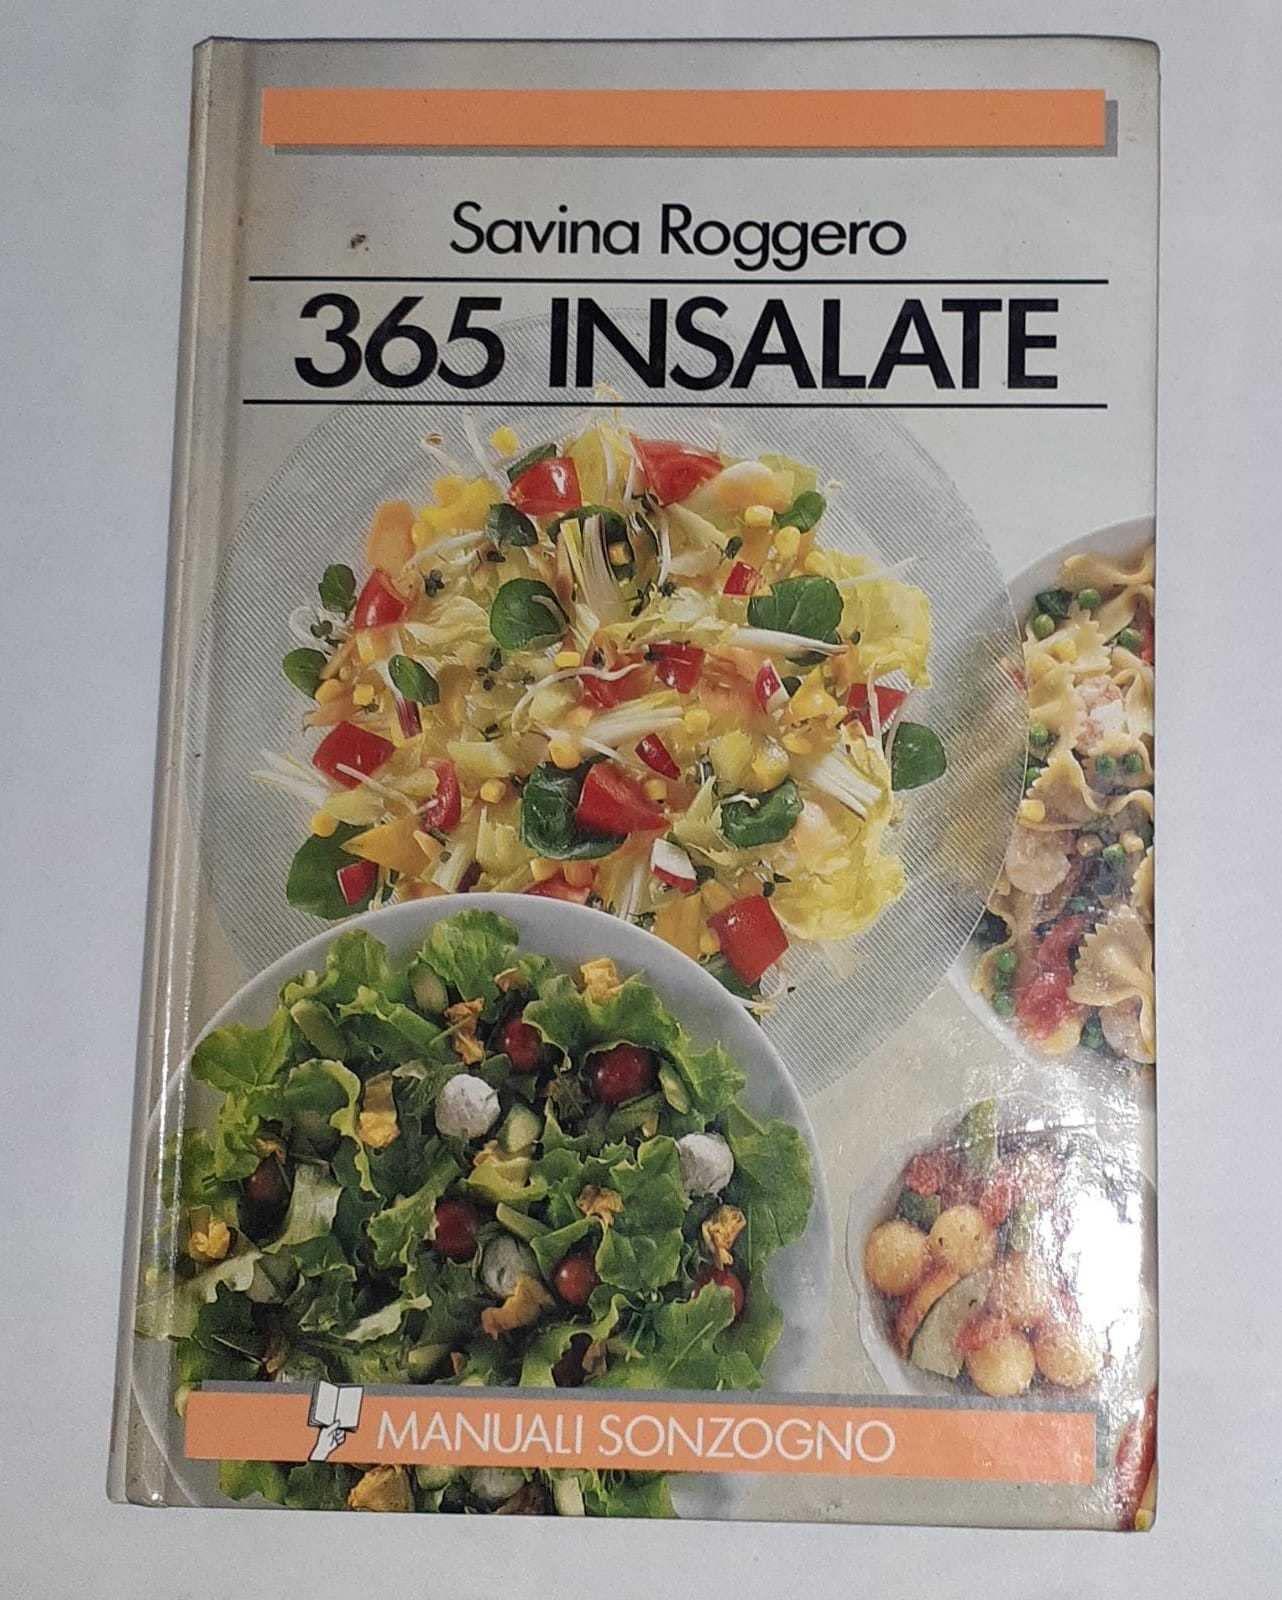 Savina Roggero
365 INSALATE
MANUALI SONZOGNO